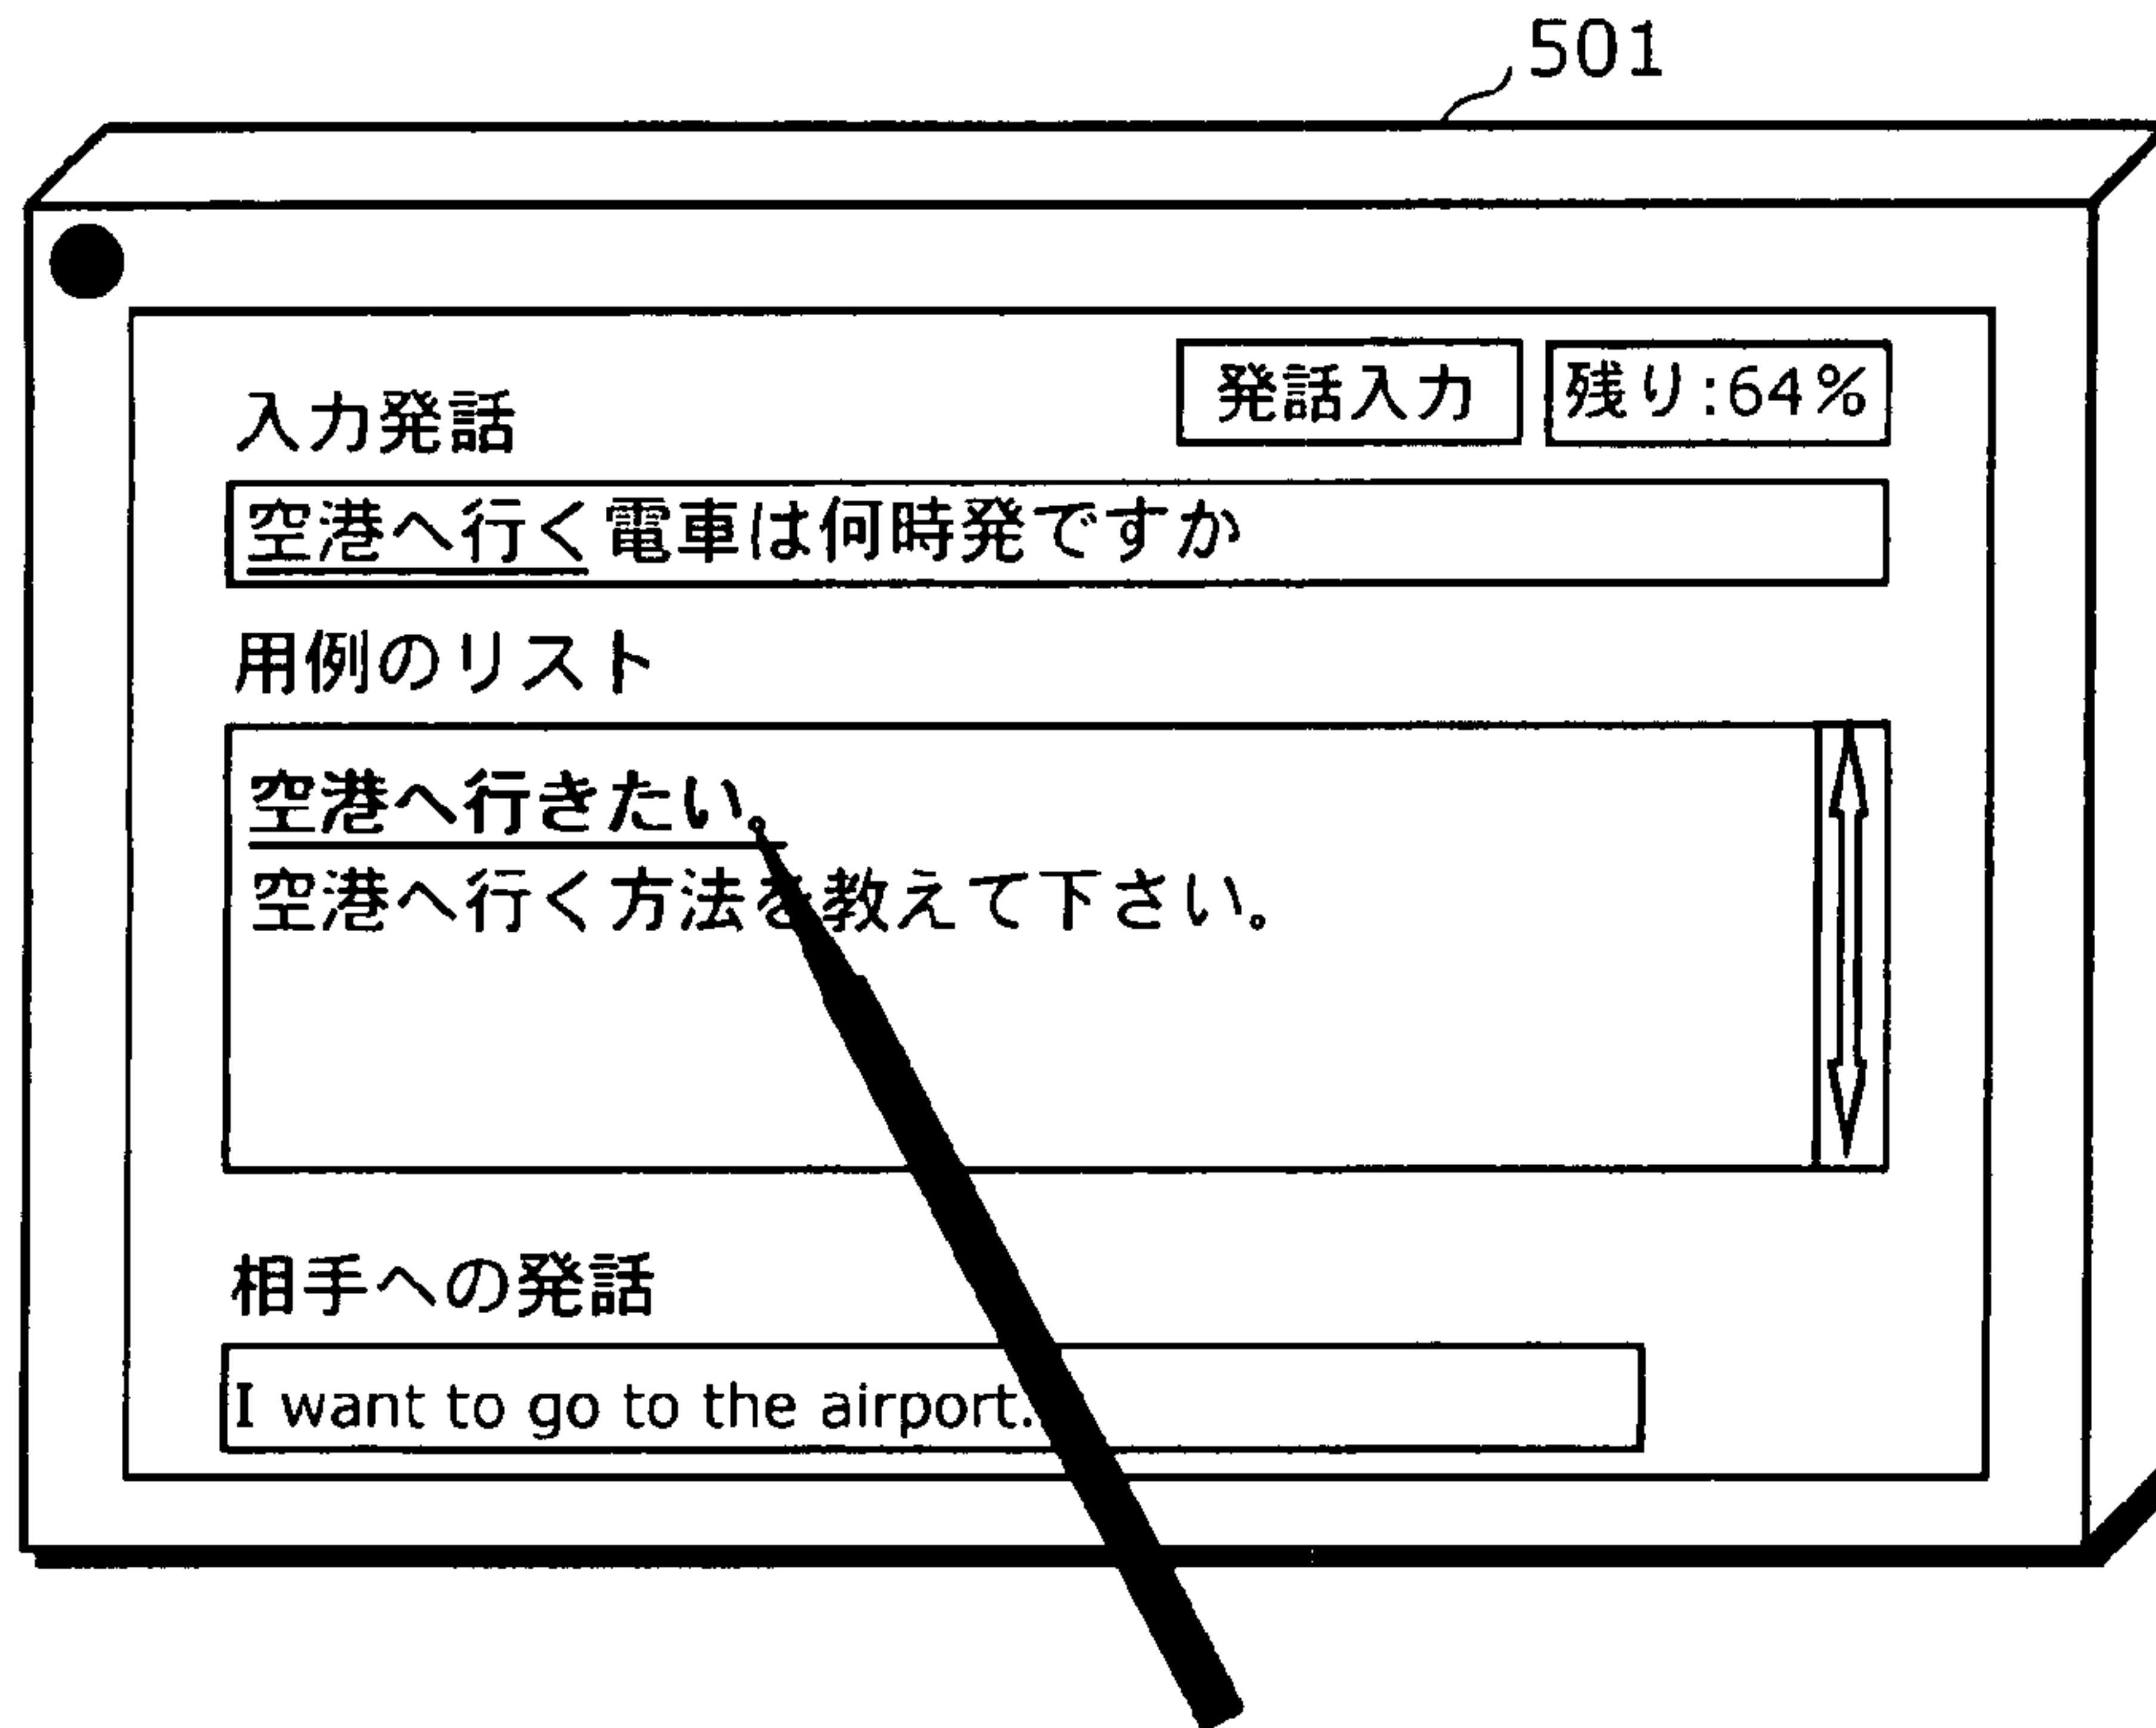 501
発話入力 残り:64%
入力発話
空港へ行く電車は何時発ですか
用例のリスト
空港へ行きたい。
空港へ行く方法を教えて下さい。
相手への発話
I want to go to the airport.